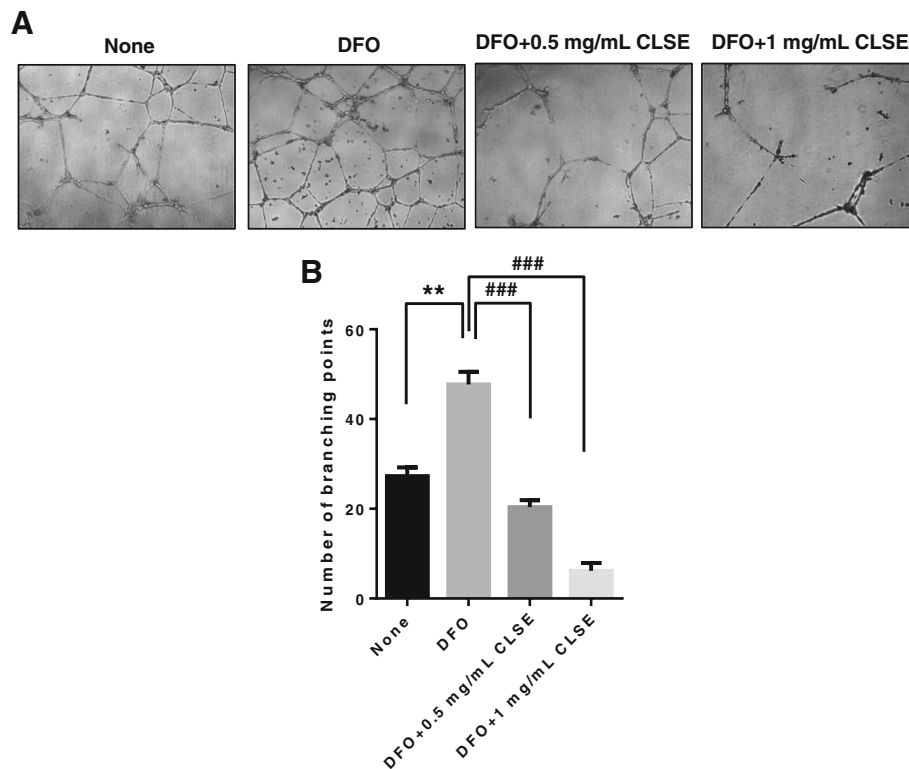 A
None
DFO
DFO+0.5 mg/mL CLSE
DFO+1 mg/mL CLSE
B
###
**
###
Number of branching points
60
40
20
0
None
DFO
DFO+0.5 mg/mL CLSE
DFO+1 mg/mL CLSE